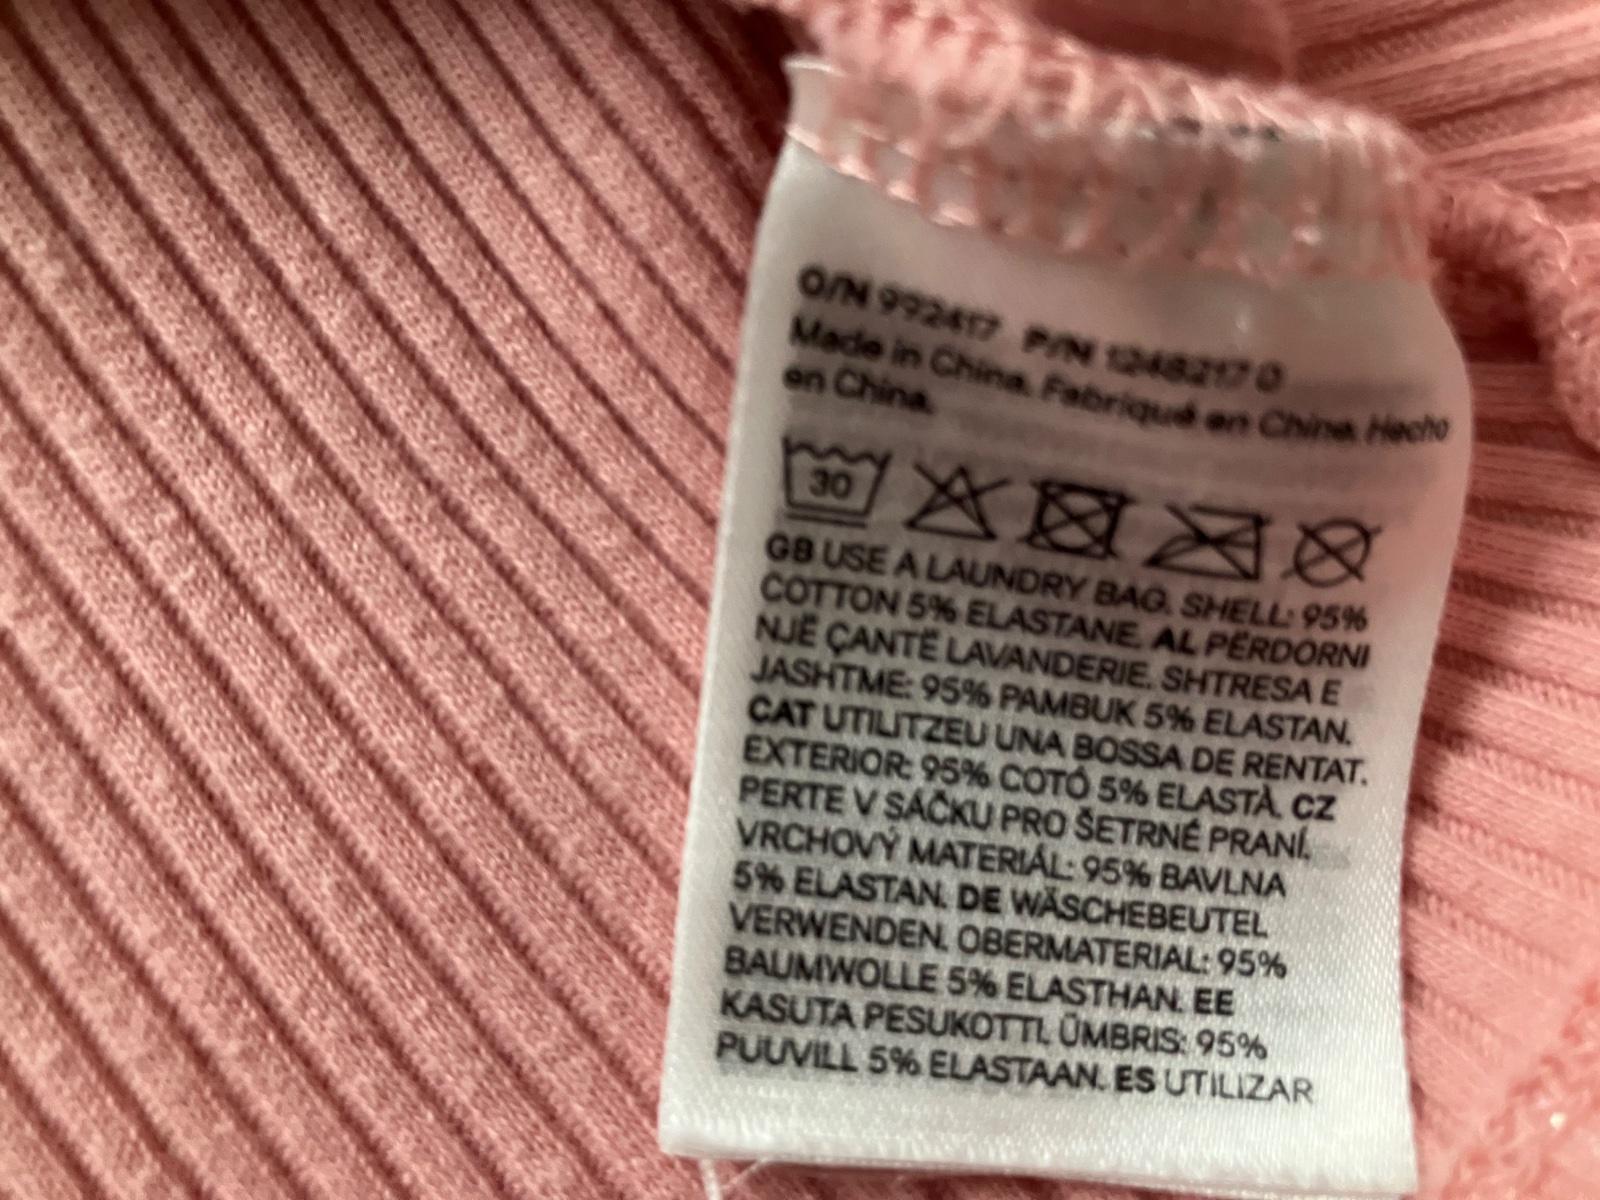 O/N 992417 P/N 1248217 0
Made in China. Fabriqué en Chine. Hecho
en China.
30
GB USE A LAUNDRY BAG. SHELL: 95%
COTTON 5% ELASTANE. AL PËRDORNI
NJË ÇANTË LAVANDERIE. SHTRESA E
JASHTME: 95% PAMBUK 5% ELASTAN.
CAT UTILITZEU UNA BOSSA DE RENTAT.
EXTERIOR: 95% COTÓ 5% ELASTÀ. CZ
PERTE V SÁČKU PRO ŠETRNÉ PRANÍ.
VRCHOVÝ MATERIÁL: 95% BAVLNA
5% ELASTAN. DE WÄSCHEBEUTEL
VERWENDEN. OBERMATERIAL: 95%
BAUMWOLLE 5% ELASTHAN. EE
KASUTA PESUKOTTI. ÜMBRIS: 95%
PUUVILL 5% ELASTAAN. ES UTILIZAR